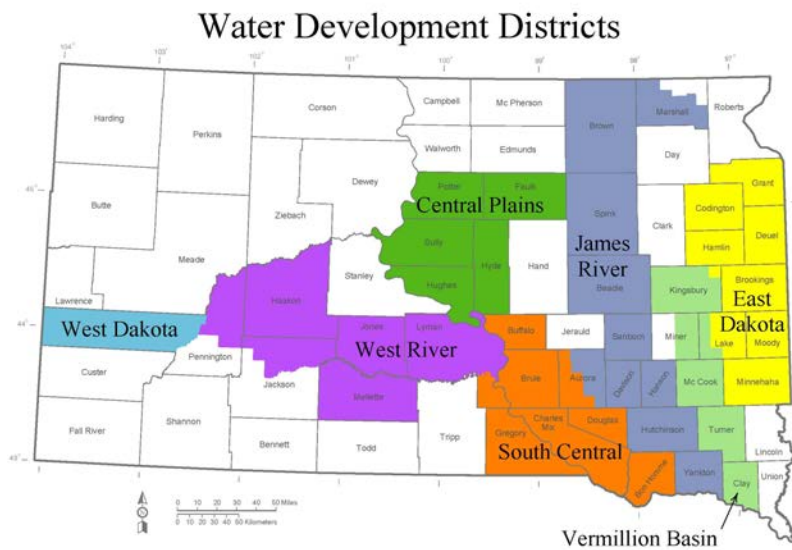 Water Development Districts
104°
103°
102°
101°
100°
99°
98°
97°
Harding
Perkins
Corson
Campbell
Mc Pherson
Brown
Marshall
Roberts
Walworth
Edmunds
Day
Dewey
Grant
45°
Butte
Ziebach
Potter
Faulk
Central Plains
Codington
Spink
Clark
Deuel
Hamlin
Meade
Sully
Hyde
Hand
James
River
Stanley
Hughes
Beadle
Kingsbury
Brookings
East
Dakota
Lawrence
Haakon
44°
West Dakota
Jones
Lyman
West River
Buffalo
Jerauld
Sanborn
Miner
Lake
Moody
Pennington
Custer
Jackson
Mellette
Brule
Aurora
Davison
Hanson
Mc Cook
Minnehaha
Fall River
Shannon
Bennett
Todd
Tripp
Gregory
Charles
Mix
Douglas
South Central
Hutchinson
Turner
Lincoln
43°
Bon Homme
Yankton
Clay
Union
0 10 20 30 40 50 Miles
0 10 20 30 40 50 Kilometers
Vermillion Basin